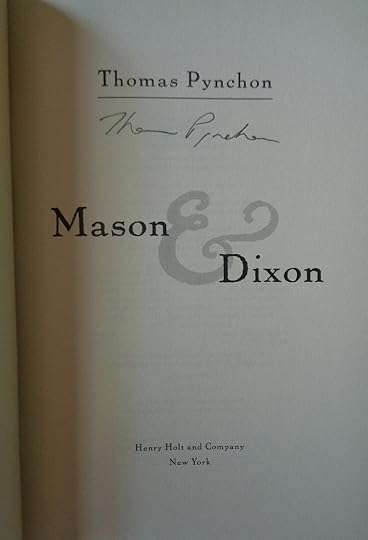 Thomas Pynchon
Thomas Pynchon
Mason
&
Dixon
Henry Holt and Company
New York